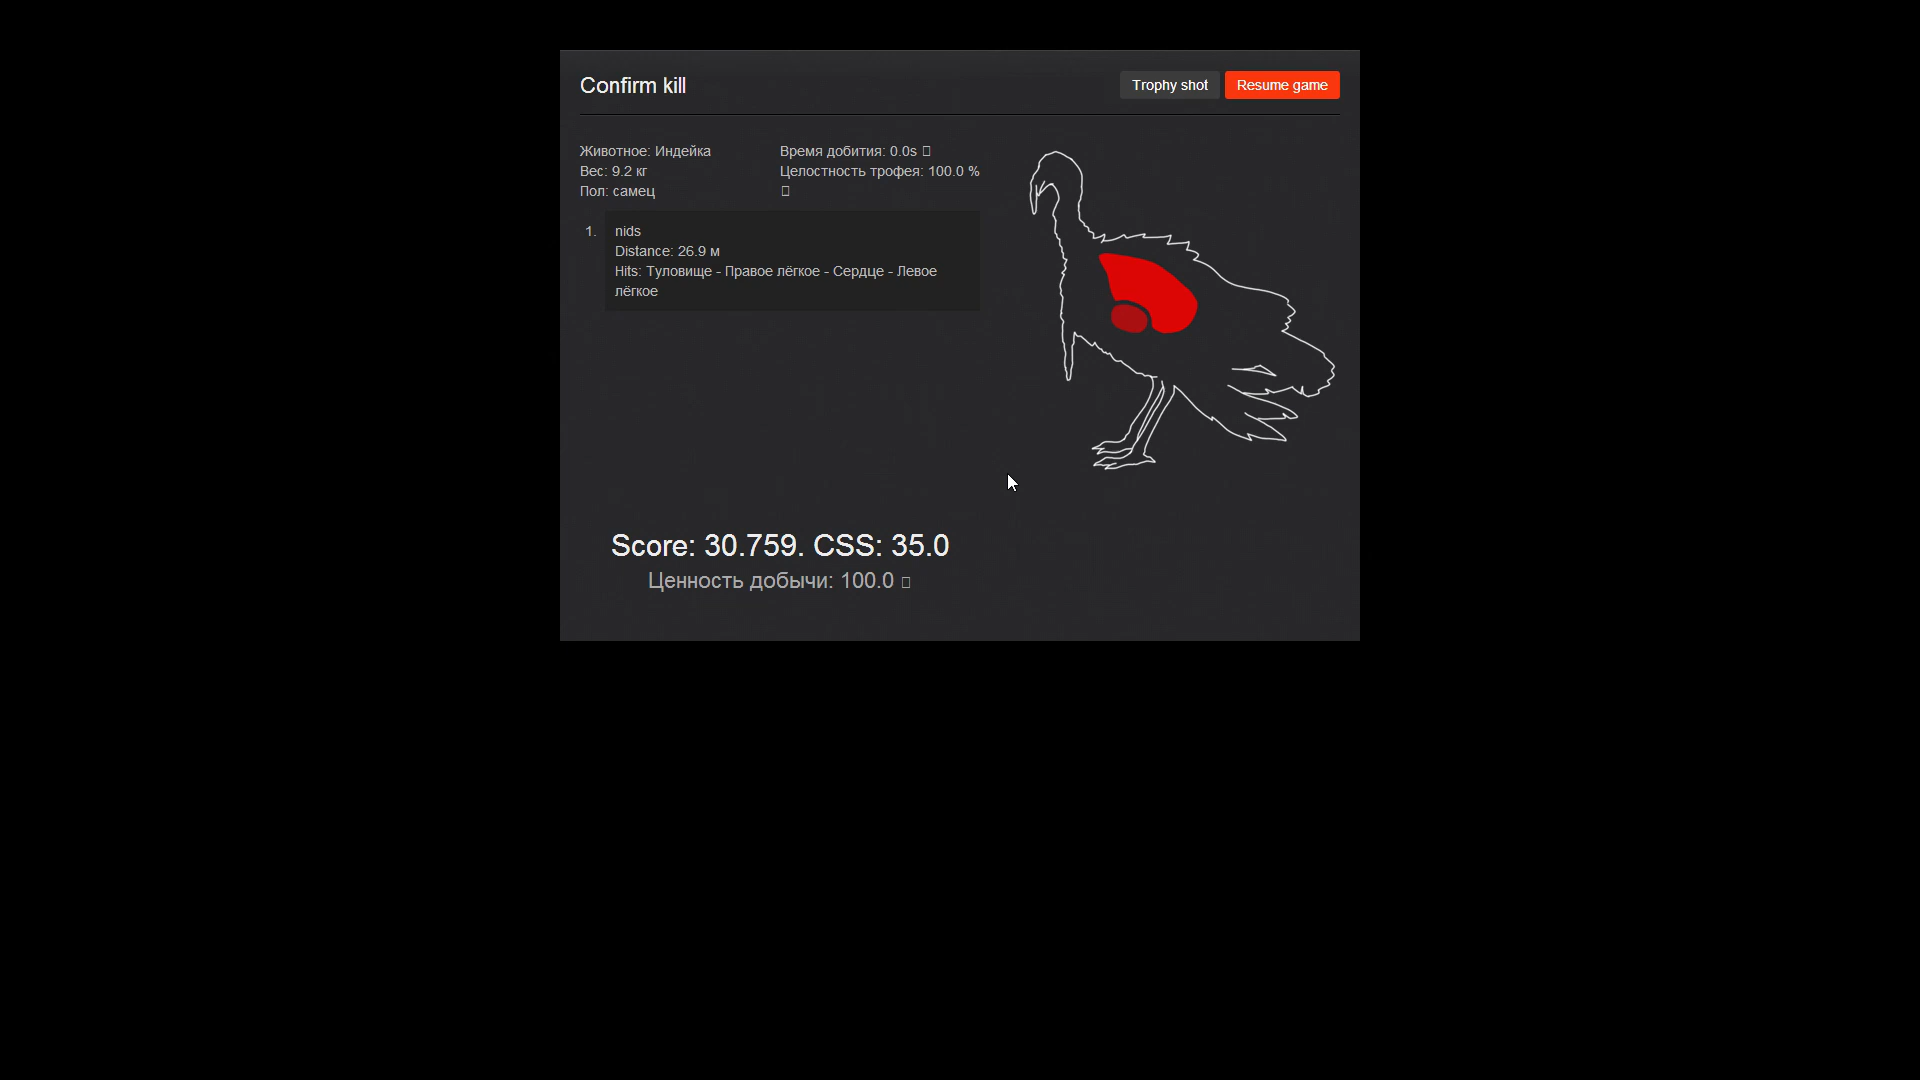 Confirm kill
Trophy shot
Resume game
Животное: Индейка
Вес: 9.2 кг
Пол: самец
Время добития: 0.0s
Целостность трофея: 100.0 %
1.
nids
Distance: 26.9 м
Hits: Туловище - Правое лёгкое - Сердце - Левое
лёгкое
Score: 30.759. CSS: 35.0
Ценность добычи: 100.0